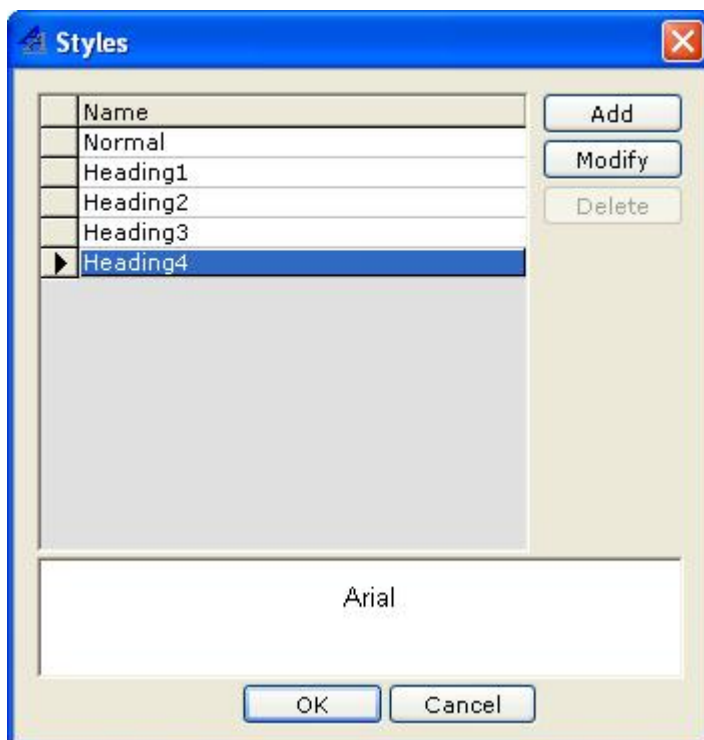 Styles
Name
Normal
Heading1
Heading2
Heading3
Heading4
Add
Modify
Delete
Arial
OK
Cancel